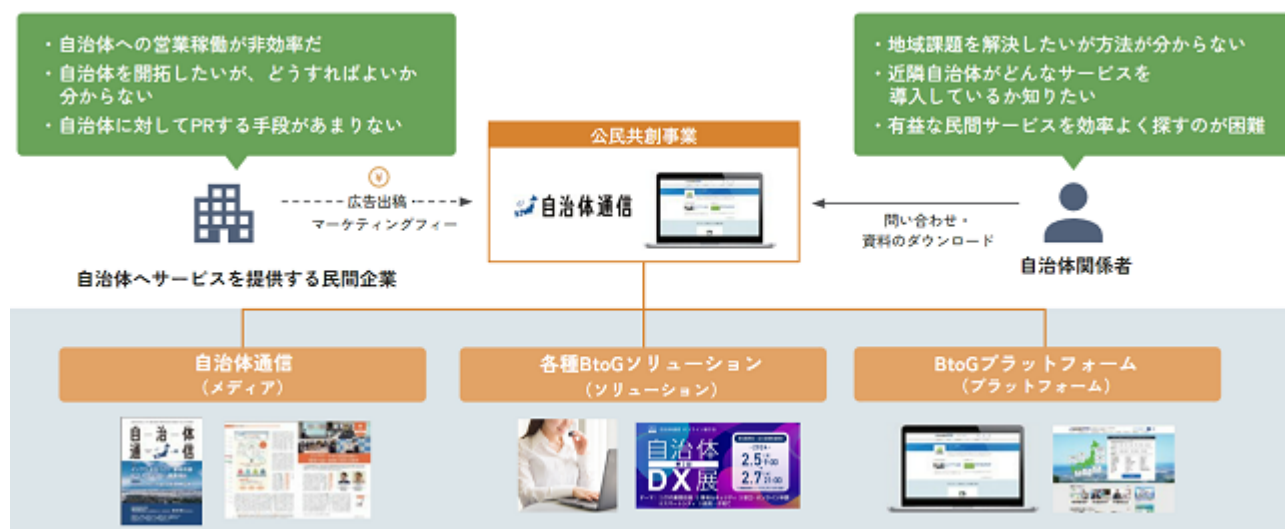 ・自治体への営業稼働が非効率だ
・自治体を開拓したいが、どうすればよいか
分からない
・自治体に対してPRする手段があまりない
・地域課題を解決したいが方法が分からない
・近隣自治体がどんなサービスを
導入しているか知りたい
・有益な民間サービスを効率よく探すのが困難
公民共創事業
自治体通信
¥
広告出稿・
マーケティングフィー
問い合わせ・
資料のダウンロード
自治体へサービスを提供する民間企業
自治体関係者
自治体通信
（メディア）
各種BtoGソリューション
（ソリューション）
BtoGプラットフォーム
（プラットフォーム）
自治体
通信
自治体
DX展
2.5
2.7